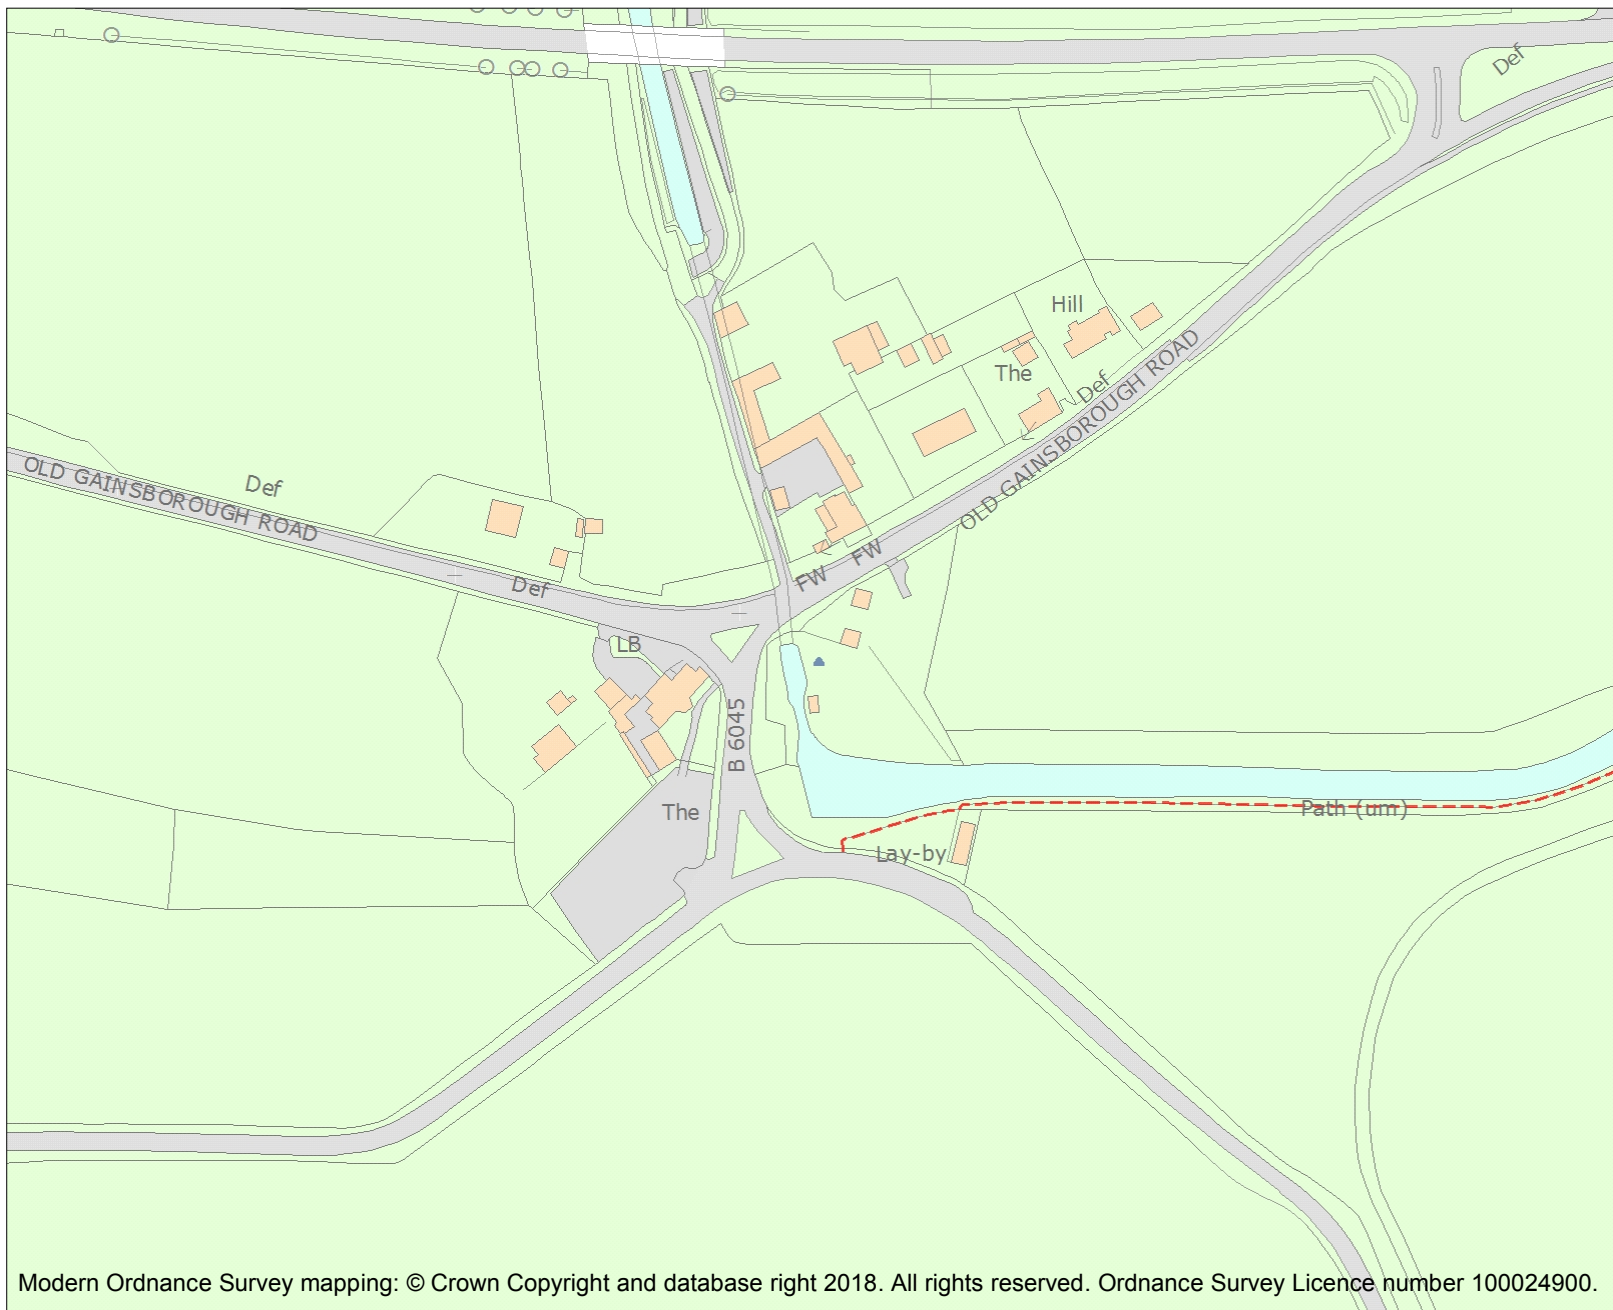 Def
Hill
The
Def
OLD GAINSBOROUGH ROAD
OLD GAINSBOROUGH ROAD
Def
FW
FW
Def
LB
B 6045
The
Path (um)
Lay-by
Modern Ordnance Survey mapping: © Crown Copyright and database right 2018. All rights reserved. Ordnance Survey Licence number 100024900.